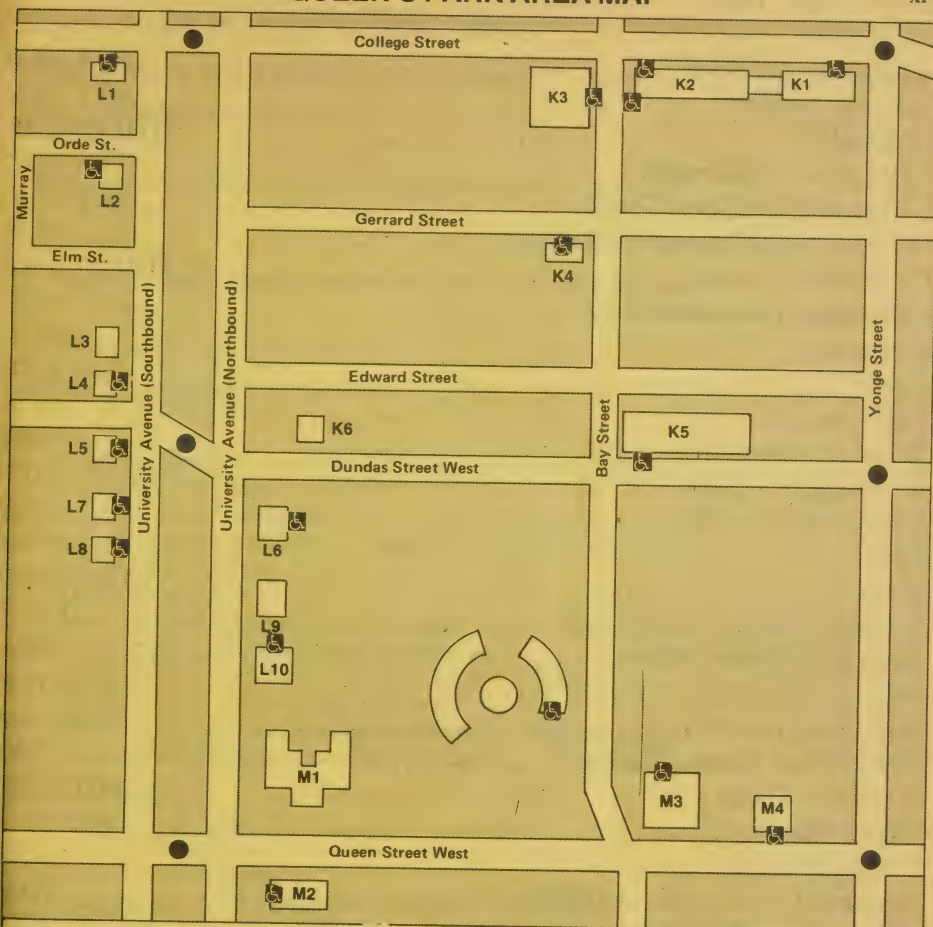 College Street
K3
K2
K1
L1
Orde St.
Murray
L2
Gerrard Street
Elm St.
K4
University Avenue (Southbound)
University Avenue (Northbound)
L3
L4
Edward Street
Bay Street
Yonge Street
K6
K5
L5
Dundas Street West
L7
L6
L8
L9
L10
M1
M3
M4
Queen Street West
M2